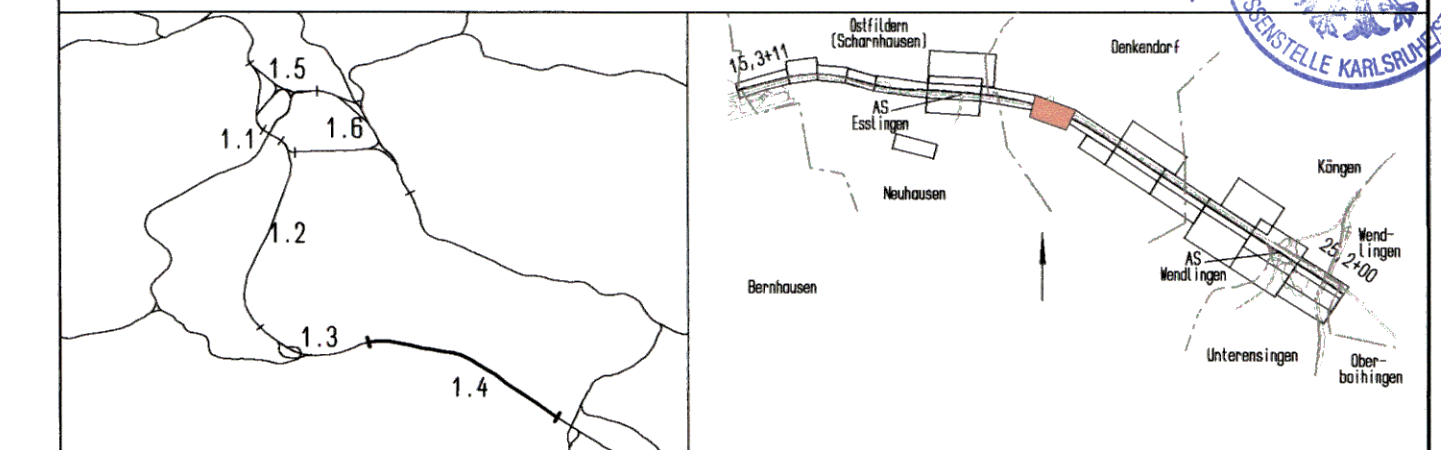 1.5
1.1
1.6
1.2
1.3
1.4
Ostfildern
(Scharnhausen)
Denkendorf
15,3+11
AS
Esslingen
Neuhausen
Köngen
Wend-
lingen
25,2+00
AS
Wendlingen
Bernhausen
Unterensingen
Ober-
boihingen
SSENSTELLE KARLSRUHE